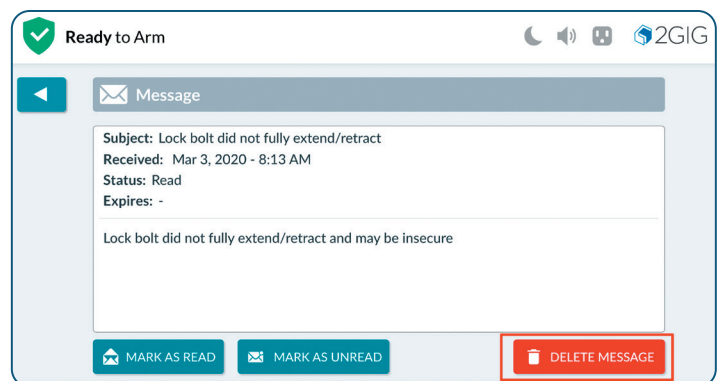 Ready to Arm
2GIG
Message
Subject: Lock bolt did not fully extend/retract
Received: Mar 3, 2020 - 8:13 AM
Status: Read
Expires: -
Lock bolt did not fully extend/retract and may be insecure
MARK AS READ
MARK AS UNREAD
DELETE MESSAGE